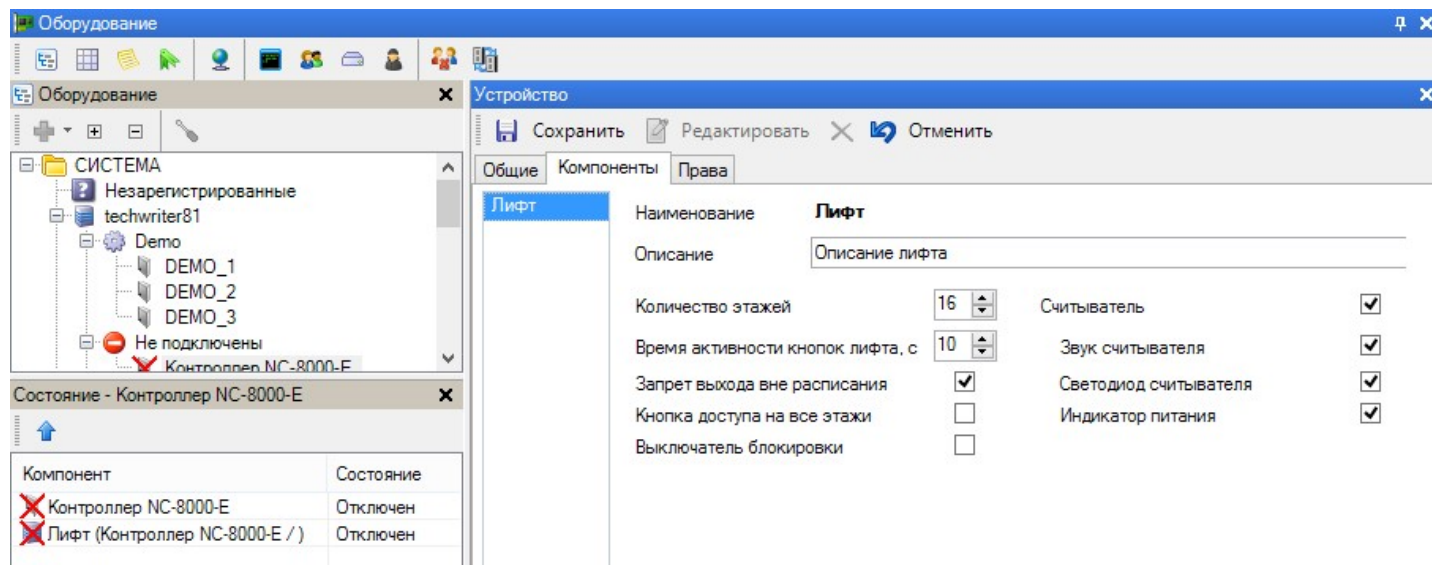 Оборудование
Оборудование
СИСТЕМА
Незарегистрированные
techwriter81
Demo
DEMO_1
DEMO_2
DEMO_3
Не подключены
Контроллер NC-8000-E
Состояние - Контроллер NC-8000-E
Компонент Состояние
Контроллер NC-8000-E Отключен
Лифт (Контроллер NC-8000-E / ) Отключен
Устройство
Сохранить Редактировать Отменить
Общие Компоненты Права
Лифт
Наименование Лифт
Описание Описание лифта
Количество этажей 16 Считыватель
Время активности кнопок лифта, с 10 Звук считывателя
Запрет выхода вне расписания Светодиод считывателя
Кнопка доступа на все этажи Индикатор питания
Выключатель блокировки